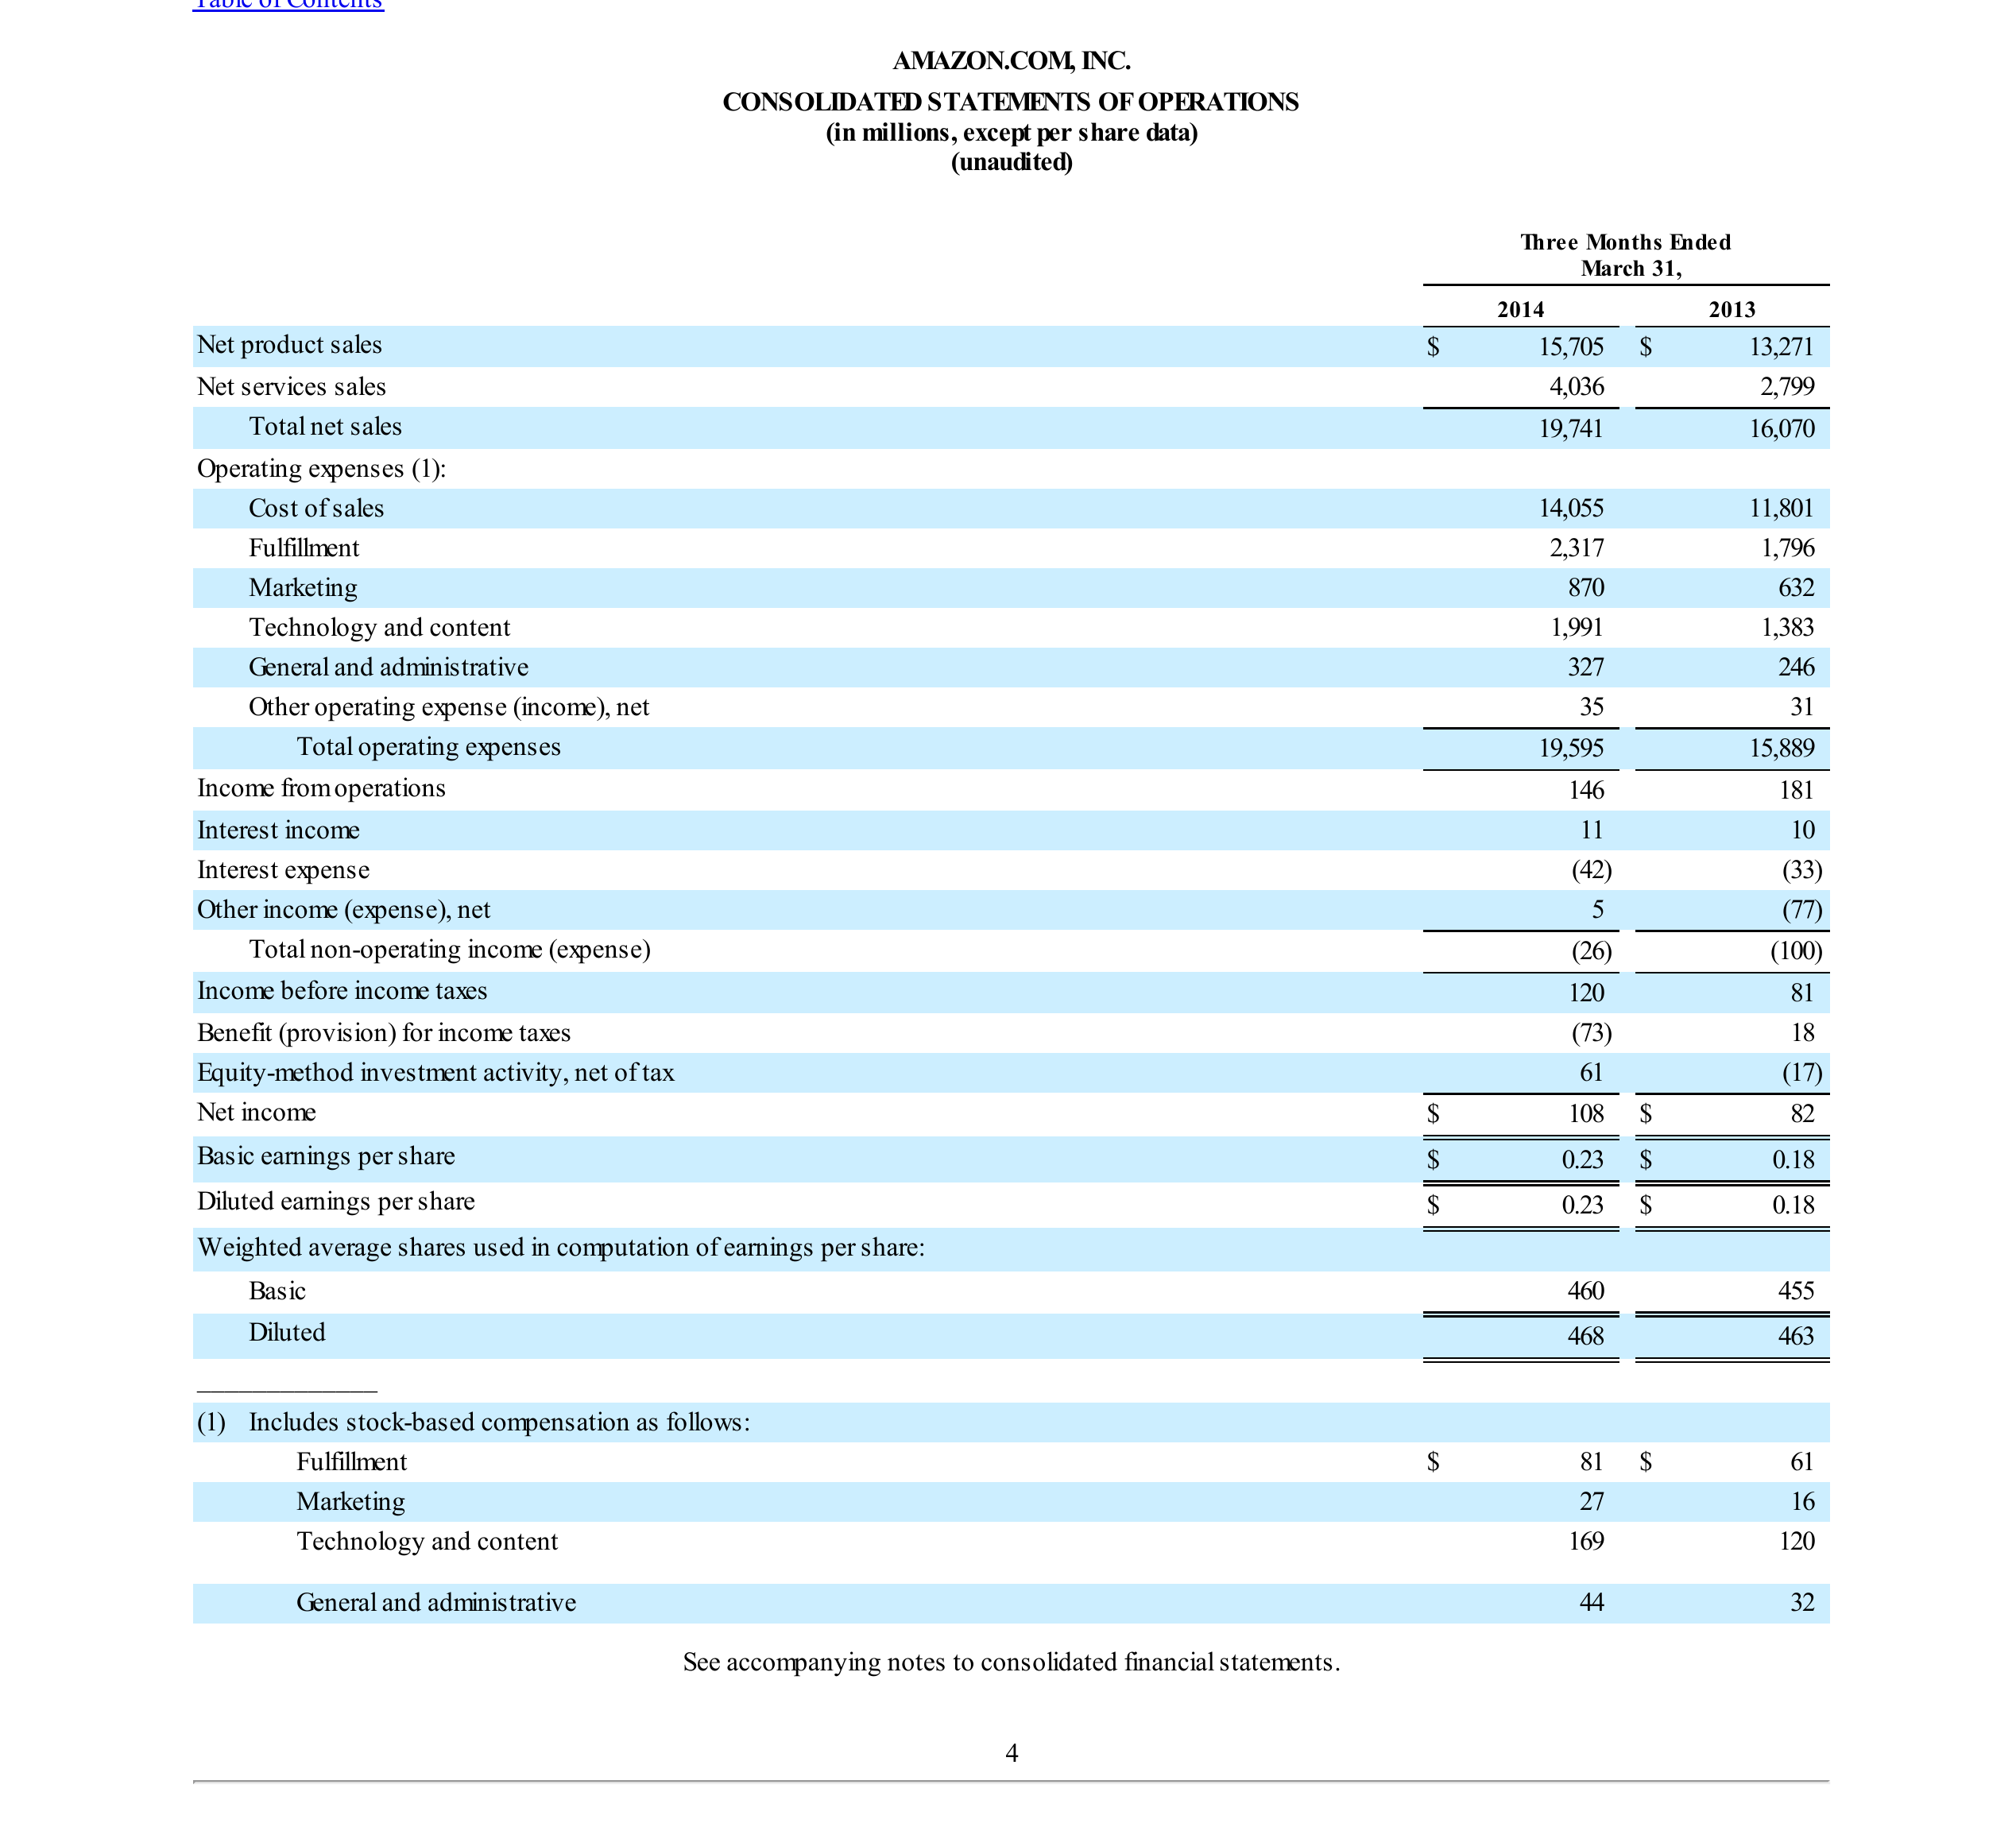 Table of Contents
AMAZON.COM, INC.
CONSOLIDATED STATEMENTS OF OPERATIONS
(in millions, except per share data)
(unaudited)
Three Months Ended
March 31,
2014 2013
Net product sales $ 15,705 $ 13,271
Net services sales 4,036 2,799
Total net sales 19,741 16,070
Operating expenses (1):
Cost of sales 14,055 11,801
Fulfillment 2,317 1,796
Marketing 870 632
Technology and content 1,991 1,383
General and administrative 327 246
Other operating expense (income), net 35 31
Total operating expenses 19,595 15,889
Income from operations 146 181
Interest income 11 10
Interest expense (42) (33)
Other income (expense), net 5 (77)
Total non-operating income (expense) (26) (100)
Income before income taxes 120 81
Benefit (provision) for income taxes (73) 18
Equity-method investment activity, net of tax 61 (17)
Net income $ 108 $ 82
Basic earnings per share $ 0.23 $ 0.18
Diluted earnings per share $ 0.23 $ 0.18
Weighted average shares used in computation of earnings per share:
Basic 460 455
Diluted 468 463
(1) Includes stock-based compensation as follows:
Fulfillment $ 81 $ 61
Marketing 27 16
Technology and content 169 120
General and administrative 44 32
See accompanying notes to consolidated financial statements.
4